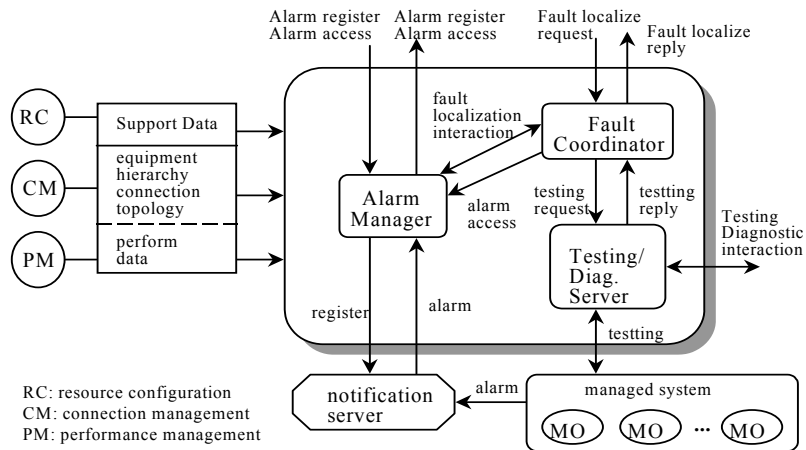 Alarm register
Alarm access
Alarm register
Alarm access
Fault localize
request
Fault localize
reply
RC
Support Data
fault
localization
interaction
Fault
Coordinator
equipment
hierarchy
connection
topology
CM
Alarm
Manager
alarm
access
testing
request
testting
reply
Testing
Diagnostic
interaction
PM
perform
data
Testing/
Diag.
Server
register
alarm
testting
RC: resource configuration
CM: connection management
PM: performance management
notification
server
alarm
managed system
MO
MO
...
MO